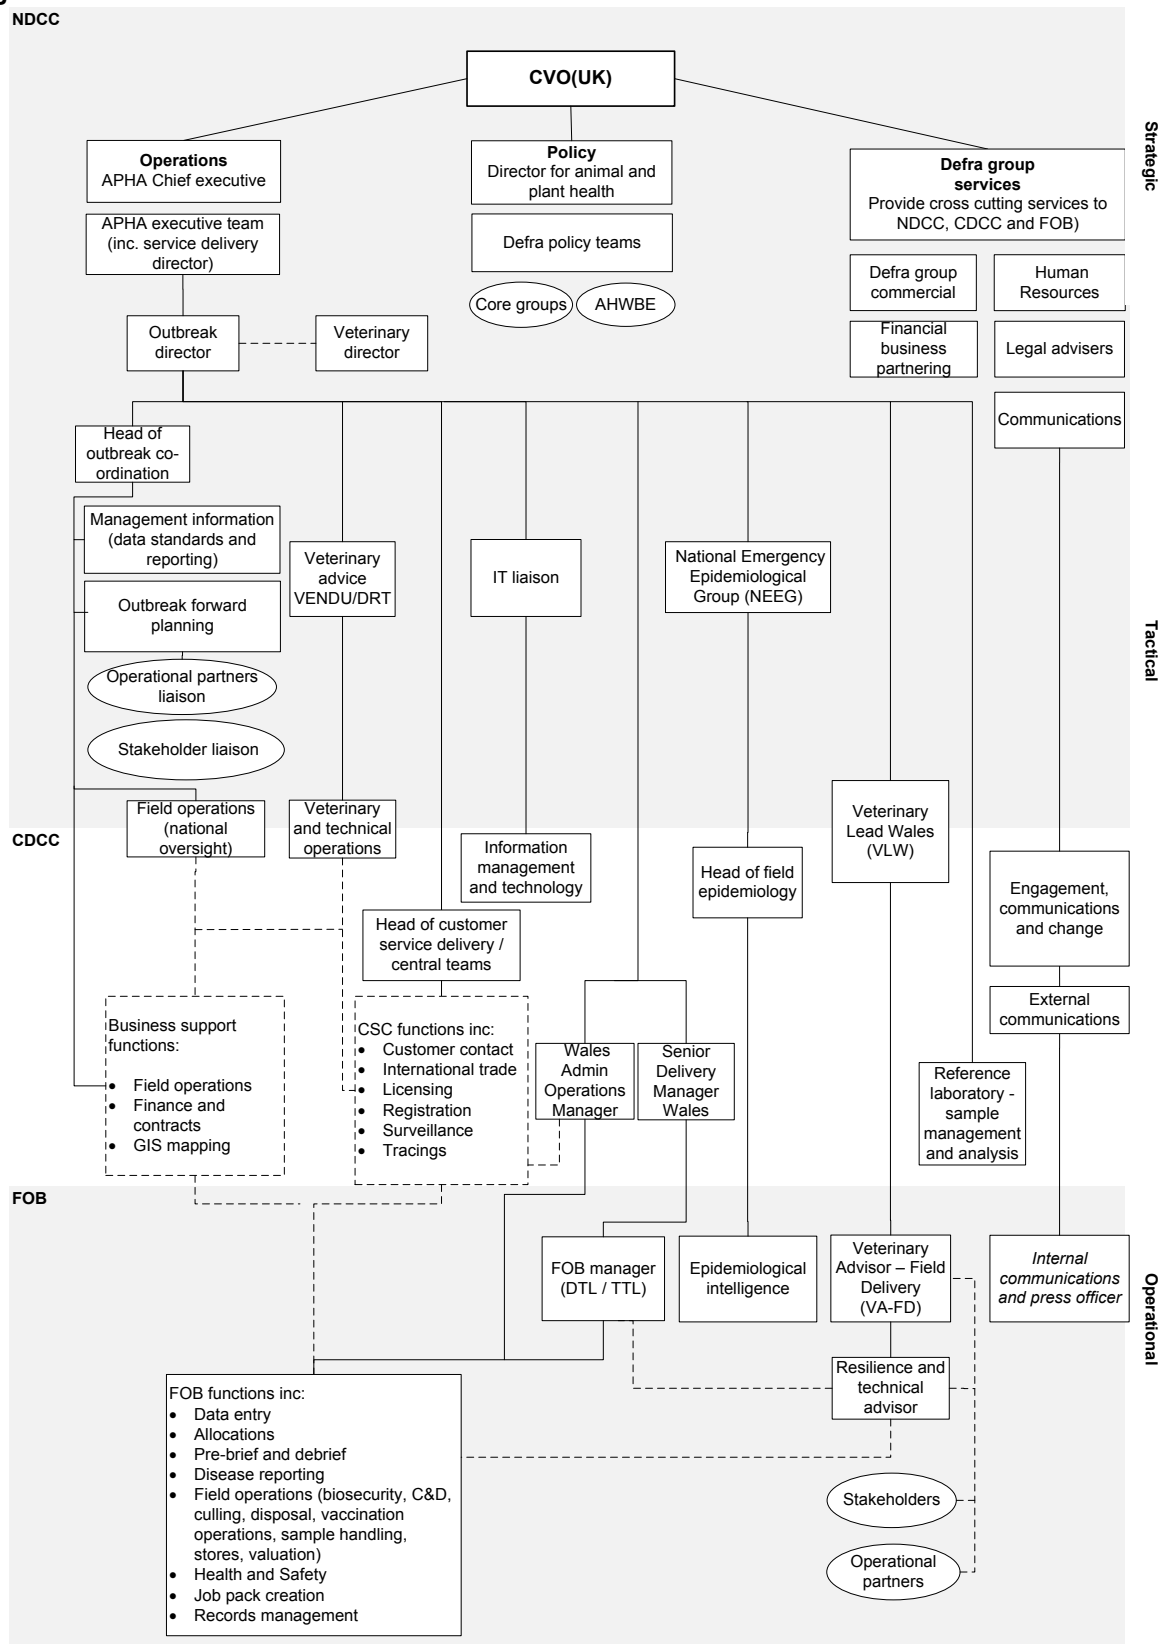 NDCC
CVO(UK)
Strategic
Operations
APHA Chief executive
Policy
Director for animal and
plant health
Defra group
services
Provide cross cutting services to
NDCC, CDCC and FOB)
APHA executive team
(inc. service delivery
director)
Defra policy teams
Core groups
AHWBE
Defra group
commercial
Human
Resources
Outbreak
director
Veterinary
director
Financial
business
partnering
Legal advisers
Communications
Head of
outbreak co-
ordination
Tactical
Management information
(data standards and
reporting)
Veterinary
advice
VENDU/DRT
IT liaison
National Emergency
Epidemiological
Group (NEEG)
Outbreak forward
planning
Operational partners
liaison
Stakeholder liaison
Field operations
(national
oversight)
Veterinary
and technical
operations
Veterinary
Lead Wales
(VLW)
CDCC
Information
management
and technology
Head of field
epidemiology
Engagement,
communications
and change
Head of customer
service delivery /
central teams
External
communications
Business support
functions:
• Field operations
• Finance and
contracts
• GIS mapping
CSC functions inc:
• Customer contact
• International trade
• Licensing
• Registration
• Surveillance
• Tracings
Wales
Admin
Operations
Manager
Senior
Delivery
Manager
Wales
Reference
laboratory -
sample
management
and analysis
FOB
Operational
FOB manager
(DTL / TTL)
Epidemiological
intelligence
Veterinary
Advisor – Field
Delivery
(VA-FD)
Internal
communications
and press officer
Resilience and
technical
advisor
FOB functions inc:
• Data entry
• Allocations
• Pre-brief and debrief
• Disease reporting
• Field operations (biosecurity, C&D,
culling, disposal, vaccination
operations, sample handling,
stores, valuation)
• Health and Safety
• Job pack creation
• Records management
Stakeholders
Operational
partners